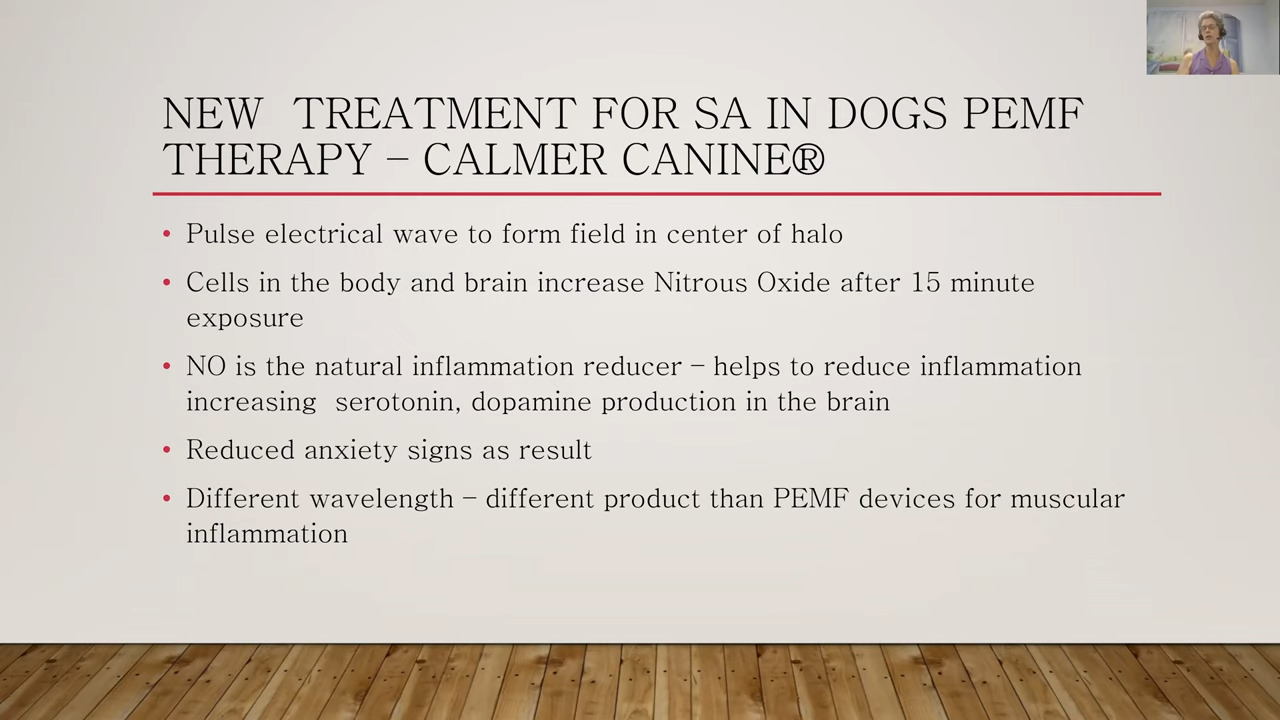 NEW  TREATMENT FOR SA IN DOGS PEMF
THERAPY – CALMER CANINE®
• Pulse electrical wave to form field in center of halo
• Cells in the body and brain increase Nitrous Oxide after 15 minute
exposure
• NO is the natural inflammation reducer – helps to reduce inflammation
increasing  serotonin, dopamine production in the brain
• Reduced anxiety signs as result
• Different wavelength – different product than PEMF devices for muscular
inflammation